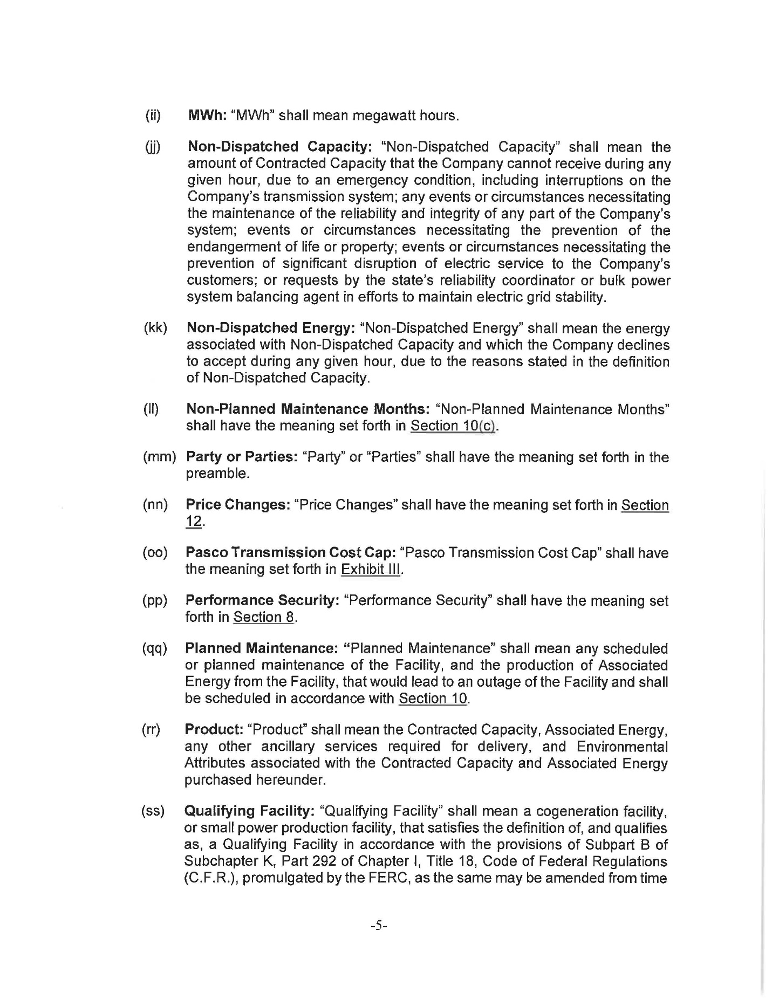 (ii) MWh: “MWh” shall mean megawatt hours.
(jj) Non-Dispatched Capacity: “Non-Dispatched Capacity” shall mean the
amount of Contracted Capacity that the Company cannot receive during any
given hour, due to an emergency condition, including interruptions on the
Company’s transmission system; any events or circumstances necessitating
the maintenance of the reliability and integrity of any part of the Company’s
system; events or circumstances necessitating the prevention of the
endangerment of life or property; events or circumstances necessitating the
prevention of significant disruption of electric service to the Company’s
customers; or requests by the state’s reliability coordinator or bulk power
system balancing agent in efforts to maintain electric grid stability.
(kk) Non-Dispatched Energy: “Non-Dispatched Energy” shall mean the energy
associated with Non-Dispatched Capacity and which the Company declines
to accept during any given hour, due to the reasons stated in the definition
of Non-Dispatched Capacity.
(ll) Non-Planned Maintenance Months: “Non-Planned Maintenance Months”
shall have the meaning set forth in Section 10(c).
(mm) Party or Parties: “Party” or “Parties” shall have the meaning set forth in the
preamble.
(nn) Price Changes: “Price Changes” shall have the meaning set forth in Section
12.
(oo) Pasco Transmission Cost Cap: “Pasco Transmission Cost Cap” shall have
the meaning set forth in Exhibit III.
(pp) Performance Security: “Performance Security” shall have the meaning set
forth in Section 8.
(qq) Planned Maintenance: “Planned Maintenance” shall mean any scheduled
or planned maintenance of the Facility, and the production of Associated
Energy from the Facility, that would lead to an outage of the Facility and shall
be scheduled in accordance with Section 10.
(rr) Product: “Product” shall mean the Contracted Capacity, Associated Energy,
any other ancillary services required for delivery, and Environmental
Attributes associated with the Contracted Capacity and Associated Energy
purchased hereunder.
(ss) Qualifying Facility: “Qualifying Facility” shall mean a cogeneration facility,
or small power production facility, that satisfies the definition of, and qualifies
as, a Qualifying Facility in accordance with the provisions of Subpart B of
Subchapter K, Part 292 of Chapter I, Title 18, Code of Federal Regulations
(C.F.R.), promulgated by the FERC, as the same may be amended from time
-5-